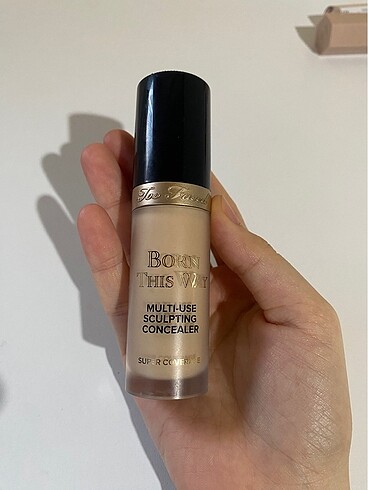 Too Faced
BORN
THIS WAY
MULTI-USE
SCULPTING
CONCEALER
SUPER COVERAGE